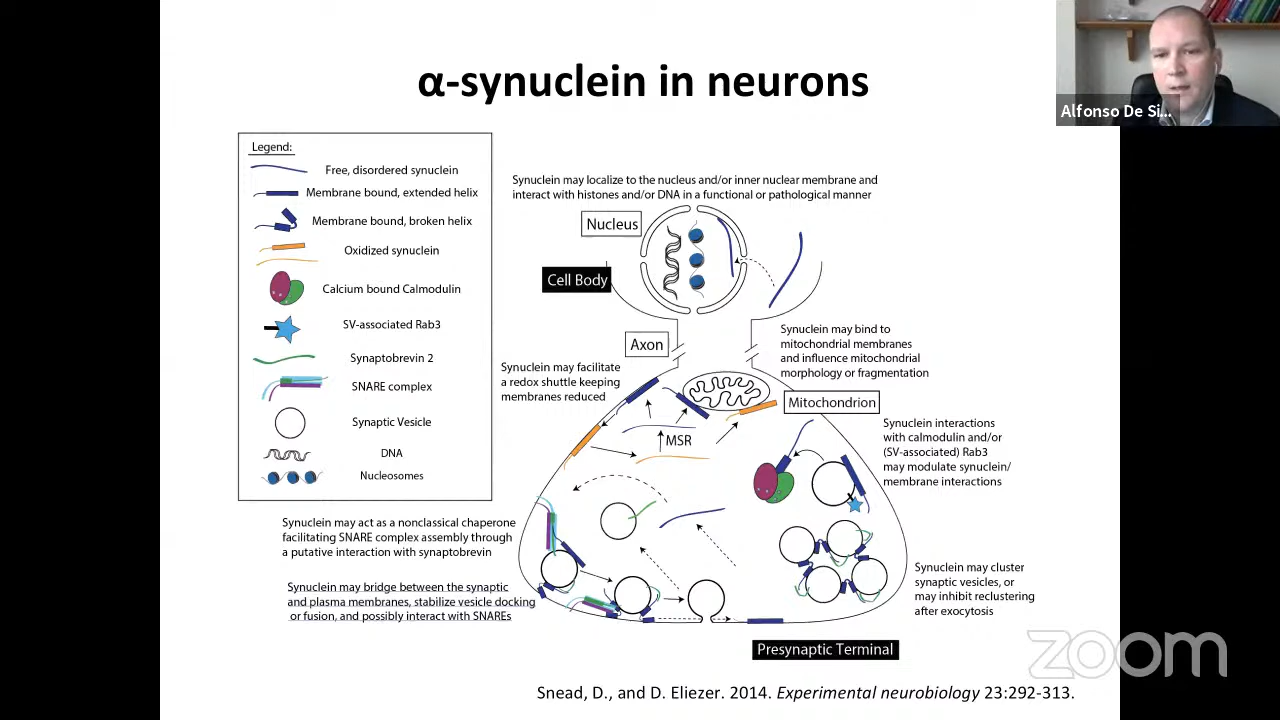 α-synuclein in neurons
Alfonso De Si...
Legend:
Free, disordered synuclein
Membrane bound, extended helix
Membrane bound, broken helix
Oxidized synuclein
Calcium bound Calmodulin
SV-associated Rab3
Synaptobrevin 2
SNARE complex
Synaptic Vesicle
DNA
Nucleosomes
Synuclein may localize to the nucleus and/or inner nuclear membrane and
interact with histones and/or DNA in a functional or pathological manner
Nucleus
Cell Body
Axon
Synuclein may bind to
mitochondrial membranes
and influence mitochondrial
morphology or fragmentation
Synuclein may facilitate
a redox shuttle keeping
membranes reduced
Mitochondrion
MSR
Synuclein interactions
with calmodulin and/or
(SV-associated) Rab3
may modulate synuclein/
membrane interactions
Synuclein may act as a nonclassical chaperone
facilitating SNARE complex assembly through
a putative interaction with synaptobrevin
Synuclein may bridge between the synaptic
and plasma membranes, stabilize vesicle docking
or fusion, and possibly interact with SNAREs
Synuclein may cluster
synaptic vesicles, or
may inhibit reclustering
after exocytosis
Presynaptic Terminal
zoom
Snead, D., and D. Eliezer. 2014. Experimental neurobiology 23:292-313.